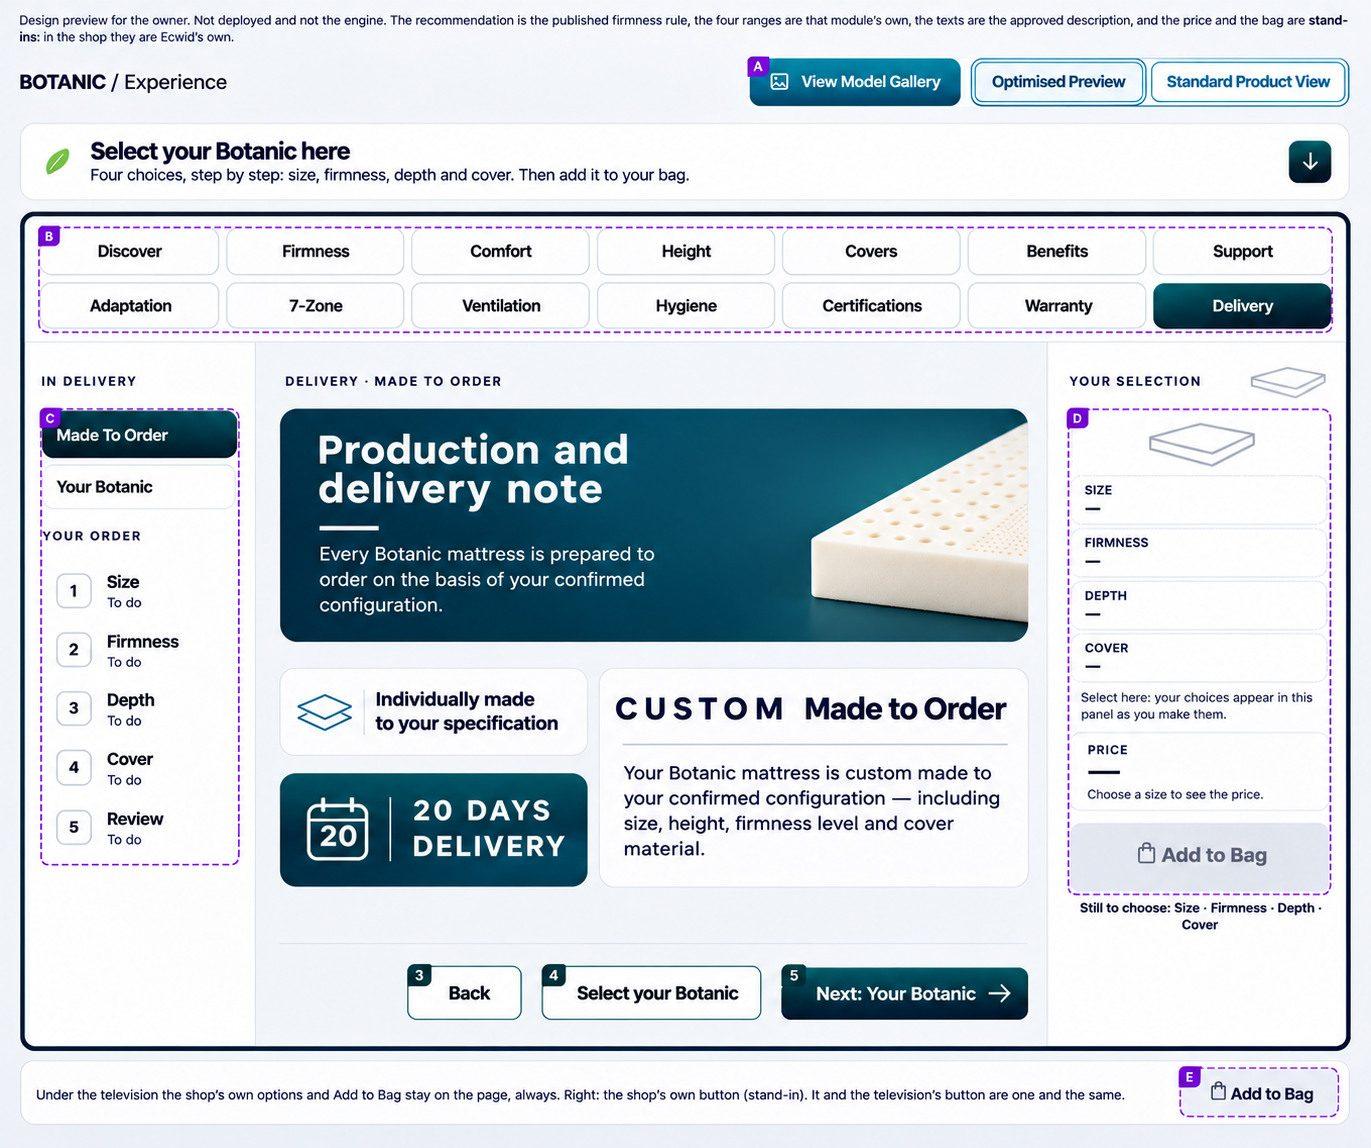 Design preview for the owner. Not deployed and not the engine. The recommendation is the published firmness rule, the four ranges are that module's own, the texts are the approved description, and the price and the bag are stand-
ins: in the shop they are Ecwid's own.
BOTANIC / Experience
A
View Model Gallery
Optimised Preview
Standard Product View
Select your Botanic here
Four choices, step by step: size, firmness, depth and cover. Then add it to your bag.
B
Discover
Firmness
Comfort
Height
Covers
Benefits
Support
Adaptation
7-Zone
Ventilation
Hygiene
Certifications
Warranty
Delivery
IN DELIVERY
C
Made To Order
Your Botanic
YOUR ORDER
1
Size
To do
2
Firmness
To do
3
Depth
To do
4
Cover
To do
5
Review
To do
DELIVERY · MADE TO ORDER
Production and
delivery note
Every Botanic mattress is prepared to
order on the basis of your confirmed
configuration.
Individually made
to your specification
20
20 DAYS
DELIVERY
CUSTOM Made to Order
Your Botanic mattress is custom made to
your confirmed configuration — including
size, height, firmness level and cover
material.
3
Back
4
Select your Botanic
5
Next: Your Botanic
YOUR SELECTION
D
SIZE
—
FIRMNESS
—
DEPTH
—
COVER
—
Select here: your choices appear in this
panel as you make them.
PRICE
—
Choose a size to see the price.
Add to Bag
Still to choose: Size · Firmness · Depth ·
Cover
Under the television the shop's own options and Add to Bag stay on the page, always. Right: the shop's own button (stand-in). It and the television's button are one and the same.
E
Add to Bag